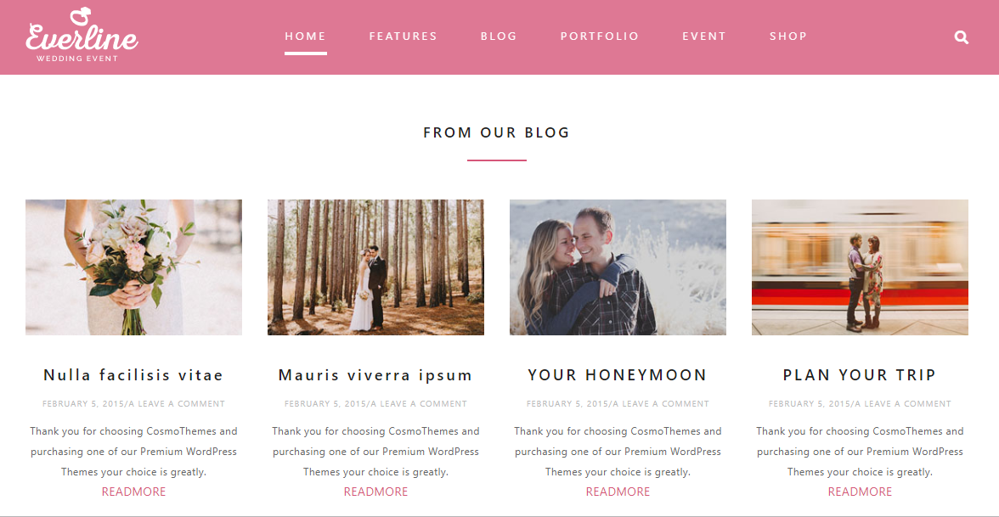 Everline
WEDDING EVENT
HOME FEATURES BLOG PORTFOLIO EVENT SHOP
FROM OUR BLOG
Nulla facilisis vitae
FEBRUARY 5, 2015/A LEAVE A COMMENT
Thank you for choosing CosmoThemes and
purchasing one of our Premium WordPress
Themes your choice is greatly.
READMORE
Mauris viverra ipsum
FEBRUARY 5, 2015/A LEAVE A COMMENT
Thank you for choosing CosmoThemes and
purchasing one of our Premium WordPress
Themes your choice is greatly.
READMORE
YOUR HONEYMOON
FEBRUARY 5, 2015/A LEAVE A COMMENT
Thank you for choosing CosmoThemes and
purchasing one of our Premium WordPress
Themes your choice is greatly.
READMORE
PLAN YOUR TRIP
FEBRUARY 5, 2015/A LEAVE A COMMENT
Thank you for choosing CosmoThemes and
purchasing one of our Premium WordPress
Themes your choice is greatly.
READMORE